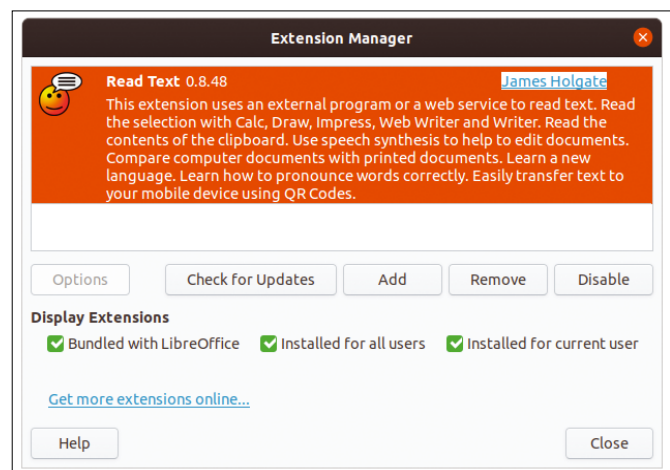 Extension Manager
Read Text 0.8.48 James Holgate
This extension uses an external program or a web service to read text. Read
the selection with Calc, Draw, Impress, Web Writer and Writer. Read the
contents of the clipboard. Use speech synthesis to help to edit documents.
Compare computer documents with printed documents. Learn a new
language. Learn how to pronounce words correctly. Easily transfer text to
your mobile device using QR Codes.
Options Check for Updates Add Remove Disable
Display Extensions
Bundled with LibreOffice Installed for all users Installed for current user
Get more extensions online...
Help Close